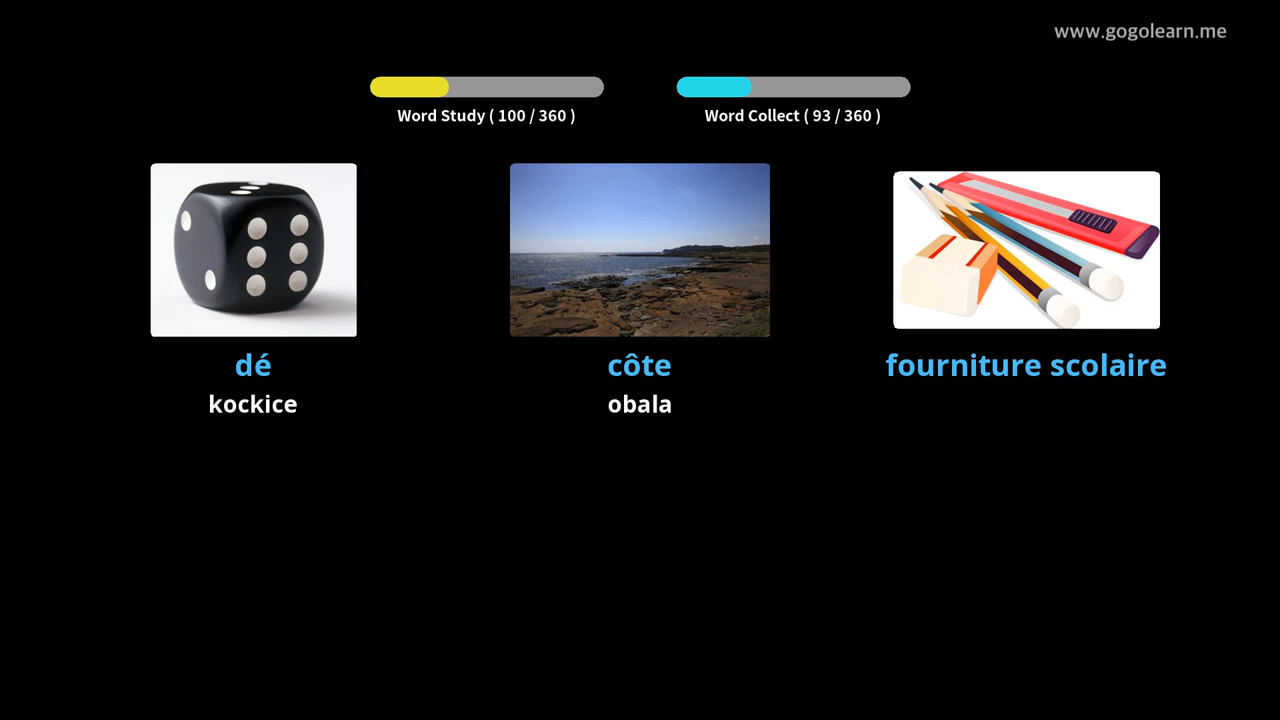 www.gogolearn.me
Word Study ( 100 / 360 )
Word Collect ( 93 / 360 )
dé
kockice
côte
obala
fourniture scolaire